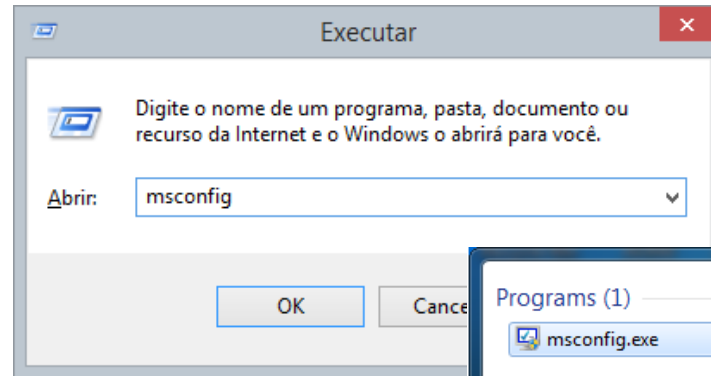 Executar
Digite o nome de um programa, pasta, documento ou
recurso da Internet e o Windows o abrirá para você.
Abrir:
msconfig
OK
Cance
Programs (1)
msconfig.exe